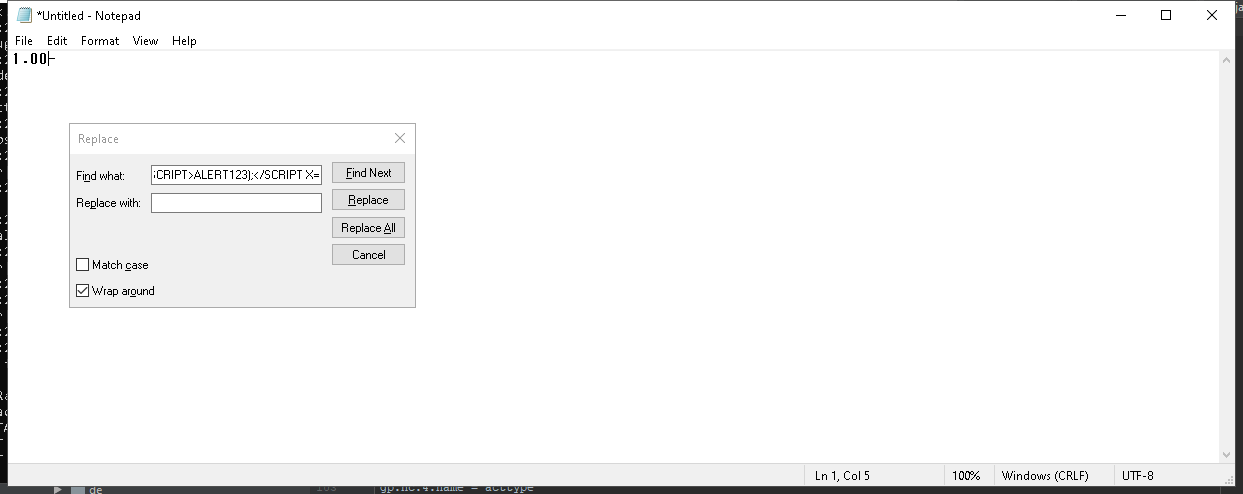 *Untitled - Notepad
File Edit Format View Help
1.00-
Replace
Find what: CRIPT>ALERT123);</SCRIPT X= Find Next
Replace with: Replace
Replace All
Cancel
Match case
Wrap around
Ln 1, Col 5 100% Windows (CRLF) UTF-8
de
gp.nc.4.name = acctype